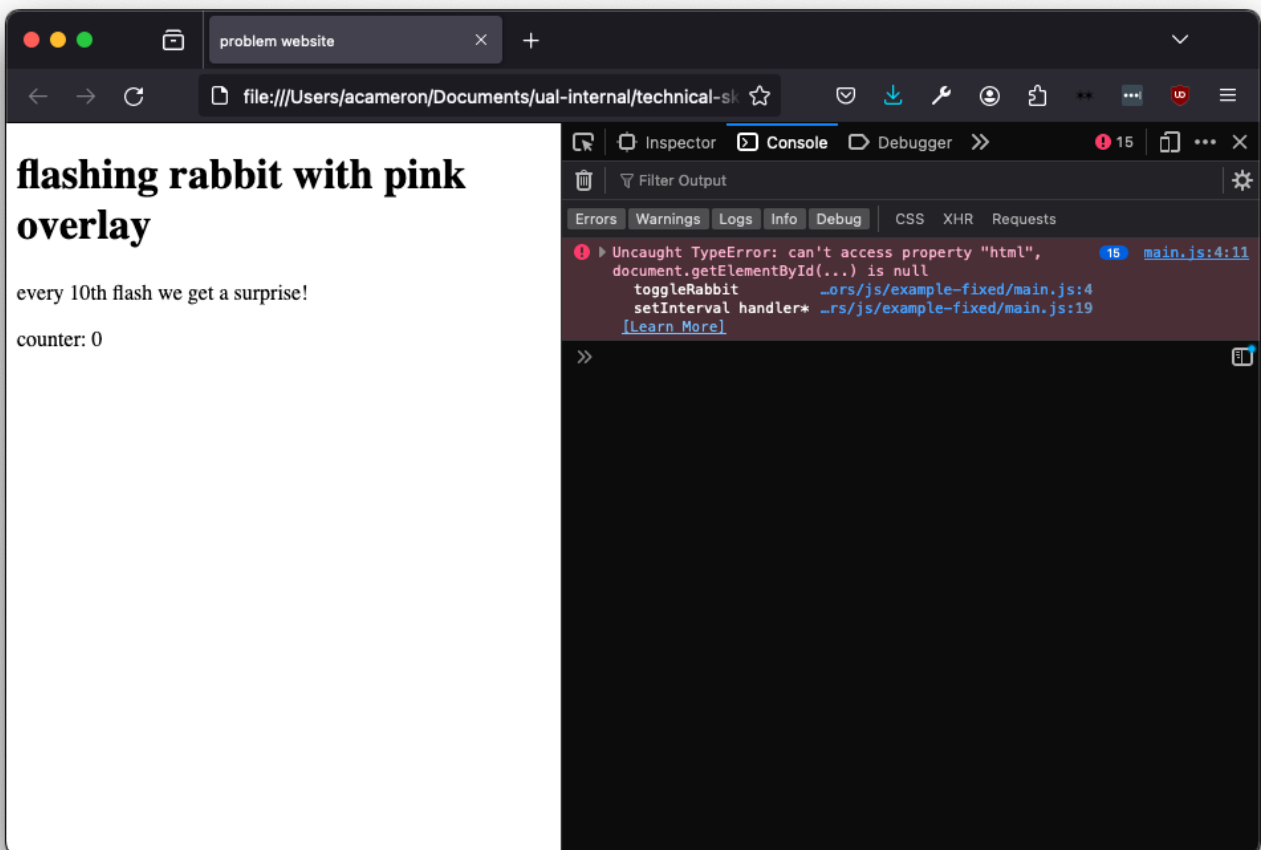 problem website
file:///Users/acameron/Documents/ual-internal/technical-sk
flashing rabbit with pink
overlay
every 10th flash we get a surprise!
counter: 0
Inspector Console Debugger 15
Filter Output
Errors Warnings Logs Info Debug CSS XHR Requests
Uncaught TypeError: can't access property "html", 15 main.js:4:11
document.getElementById(...) is null
toggleRabbit …ors/js/example-fixed/main.js:4
setInterval handler* …rs/js/example-fixed/main.js:19
[Learn More]